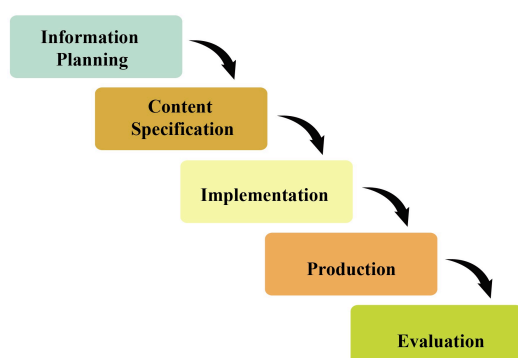 Information
Planning
Content
Specification
Implementation
Production
Evaluation